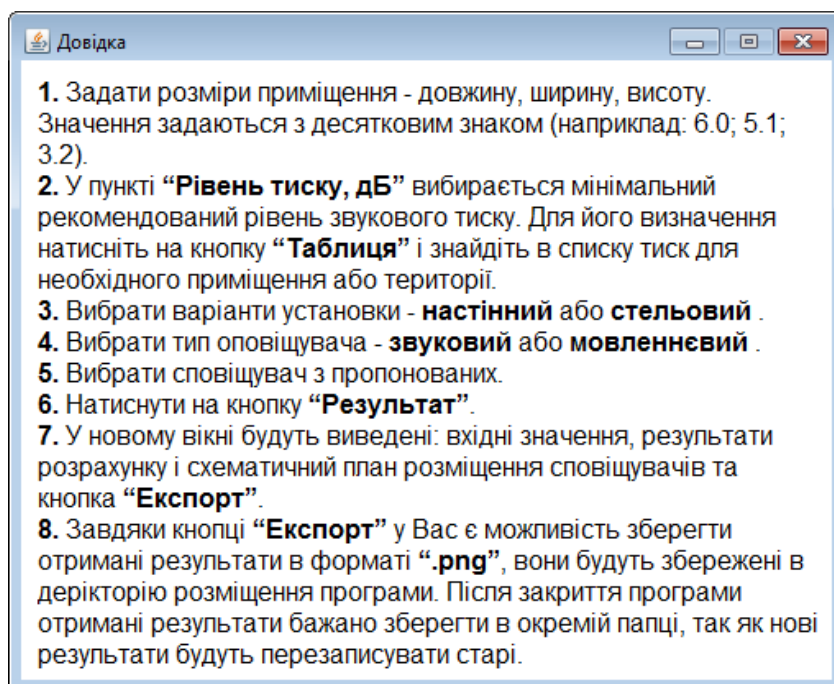 Довідка
1. Задати розміри приміщення - довжину, ширину, висоту.
Значення задаються з десятковим знаком (наприклад: 6.0; 5.1;
3.2).
2. У пункті “Рівень тиску, дБ” вибирається мінімальний
рекомендований рівень звукового тиску. Для його визначення
натисніть на кнопку “Таблиця” і знайдіть в списку тиск для
необхідного приміщення або території.
3. Вибрати варіанти установки - настінний або стельовий .
4. Вибрати тип оповіщувача - звуковий або мовленнєвий .
5. Вибрати сповіщувач з пропонованих.
6. Натиснути на кнопку “Результат”.
7. У новому вікні будуть виведені: вхідні значення, результати
розрахунку і схематичний план розміщення сповіщувачів та
кнопка “Експорт”.
8. Завдяки кнопці “Експорт” у Вас є можливість зберегти
отримані результати в форматі “.png”, вони будуть збережені в
дерікторію розміщення програми. Після закриття програми
отримані результати бажано зберегти в окремій папці, так як нові
результати будуть перезаписувати старі.